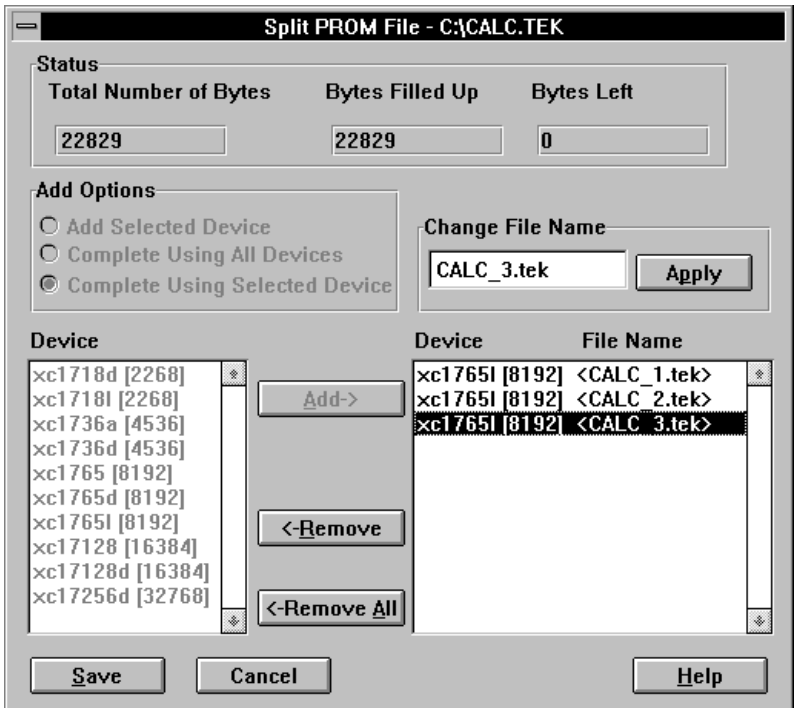 Split PROM File - C:\CALC.TEK
Status
Total Number of Bytes Bytes Filled Up Bytes Left
22829 22829 0
Add Options
Add Selected Device
Complete Using All Devices
Complete Using Selected Device
Change File Name
CALC_3.tek Apply
Device
xc1718d [2268]
xc1718l [2268]
xc1736a [4536]
xc1736d [4536]
xc1765 [8192]
xc1765d [8192]
xc1765l [8192]
xc17128 [16384]
xc17128d [16384]
xc17256d [32768]
Add->
<-Remove
<-Remove All
Device File Name
xc1765l [8192] <CALC_1.tek>
xc1765l [8192] <CALC_2.tek>
xc1765l [8192] <CALC_3.tek>
Save Cancel Help